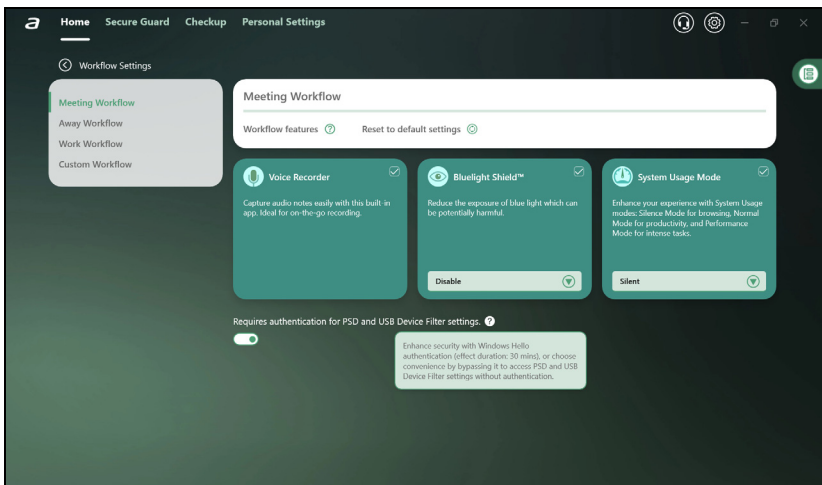 a Home Secure Guard Checkup Personal Settings
Workflow Settings
Meeting Workflow
Away Workflow
Work Workflow
Custom Workflow
Meeting Workflow
Workflow features ? Reset to default settings
Voice Recorder
Capture audio notes easily with this built-in
app. Ideal for on-the-go recording.
Bluelight Shield™
Reduce the exposure of blue light which can
be potentially harmful.
Disable
System Usage Mode
Enhance your experience with System Usage
modes: Silence Mode for browsing, Normal
Mode for productivity, and Performance
Mode for intense tasks.
Silent
Requires authentication for PSD and USB Device Filter settings. ?
Enhance security with Windows Hello
authentication (effect duration: 30 mins), or choose
convenience by bypassing it to access PSD and USB
Device Filter settings without authentication.